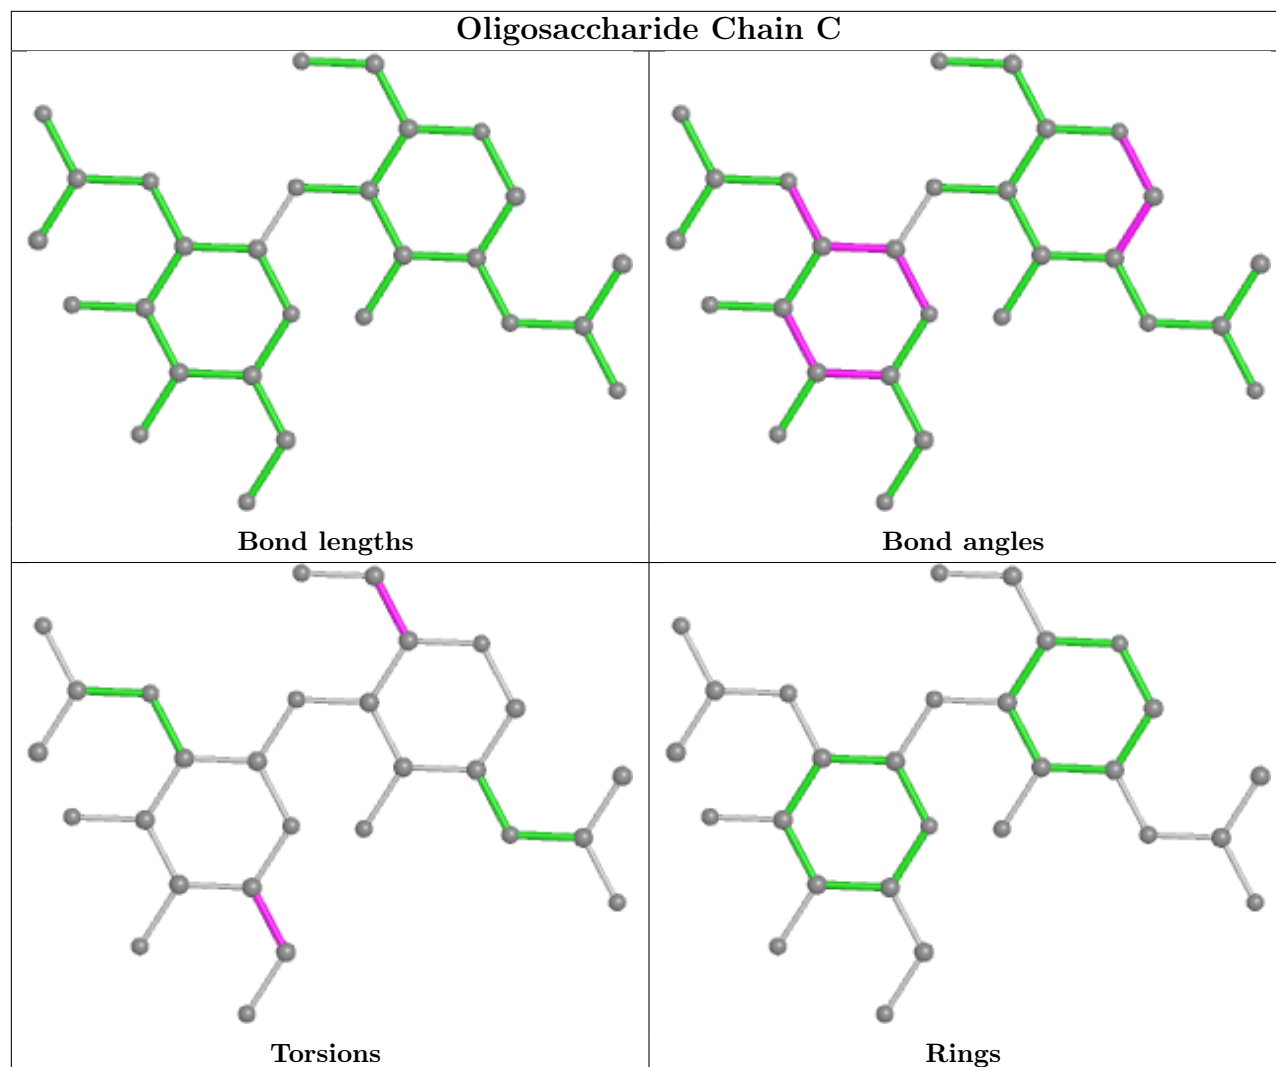 Oligosaccharide Chain C
Bond lengths
Bond angles
Torsions
Rings